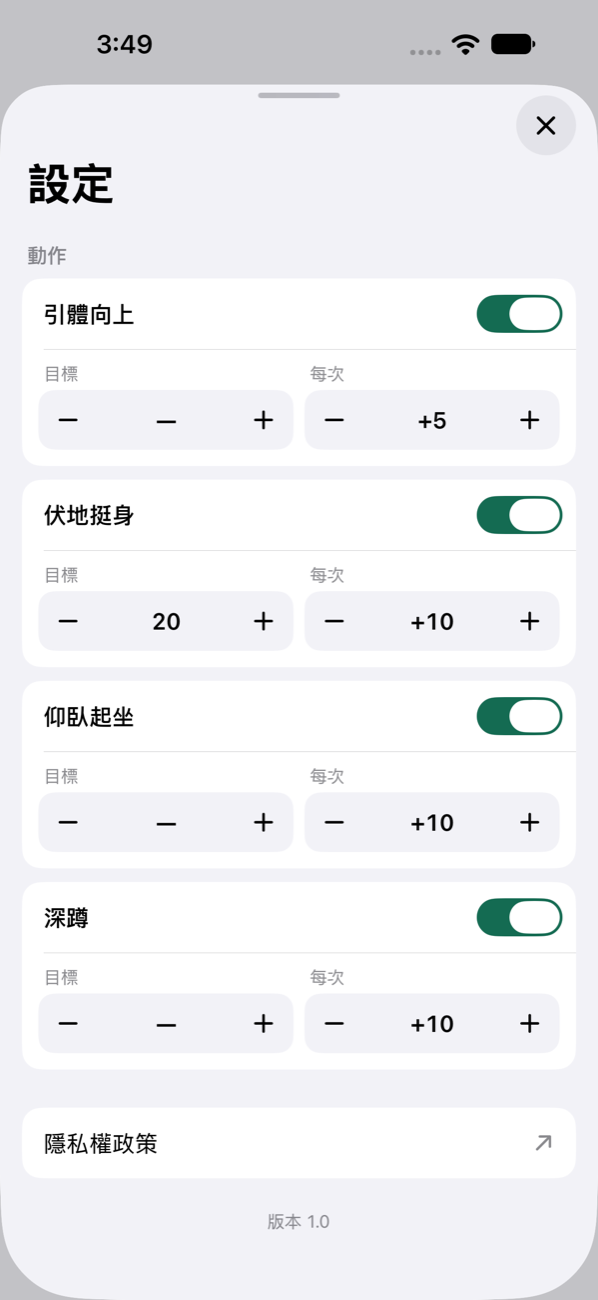 3:49
設定
動作
引體向上
目標 每次
− – + − +5 +
伏地挺身
目標 每次
− 20 + − +10 +
仰臥起坐
目標 每次
− – + − +10 +
深蹲
目標 每次
− – + − +10 +
隱私權政策
版本 1.0